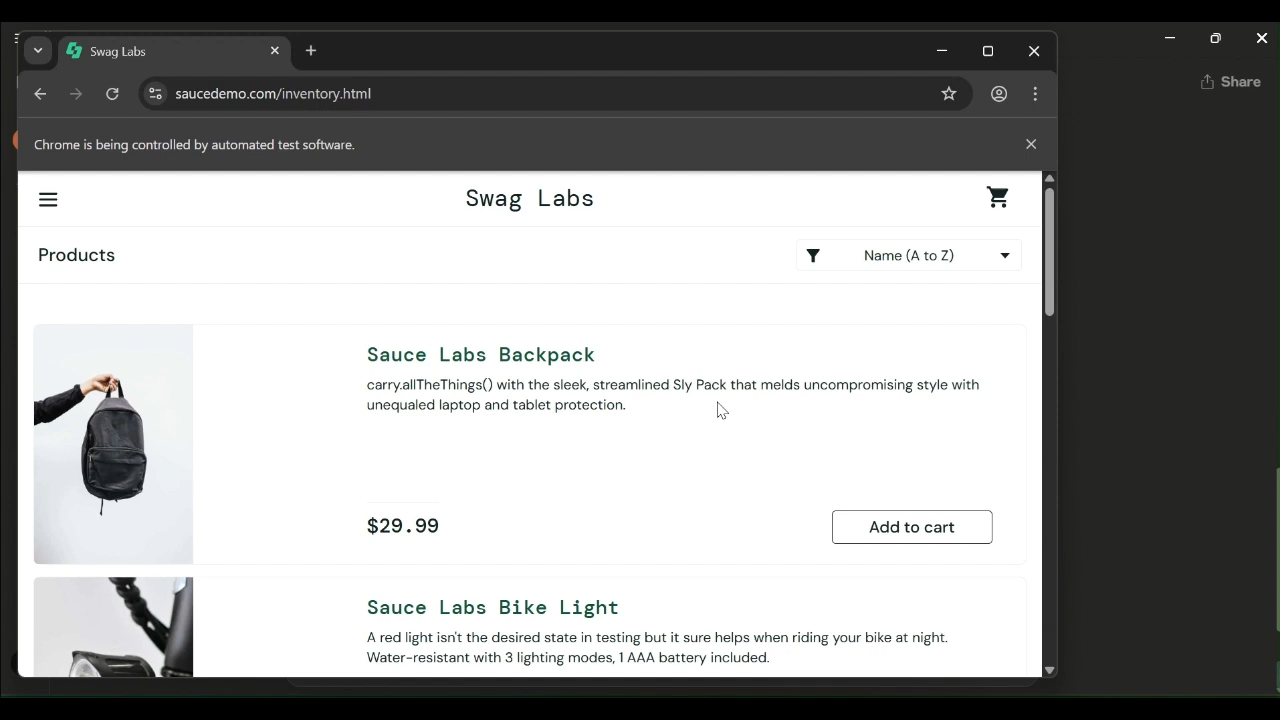 Swag Labs
saucedemo.com/inventory.html
Share
Chrome is being controlled by automated test software.
Swag Labs
Products
Name (A to Z)
Sauce Labs Backpack
carry.allTheThings() with the sleek, streamlined Sly Pack that melds uncompromising style with
unequaled laptop and tablet protection.
$29.99
Add to cart
Sauce Labs Bike Light
A red light isn't the desired state in testing but it sure helps when riding your bike at night.
Water-resistant with 3 lighting modes, 1 AAA battery included.